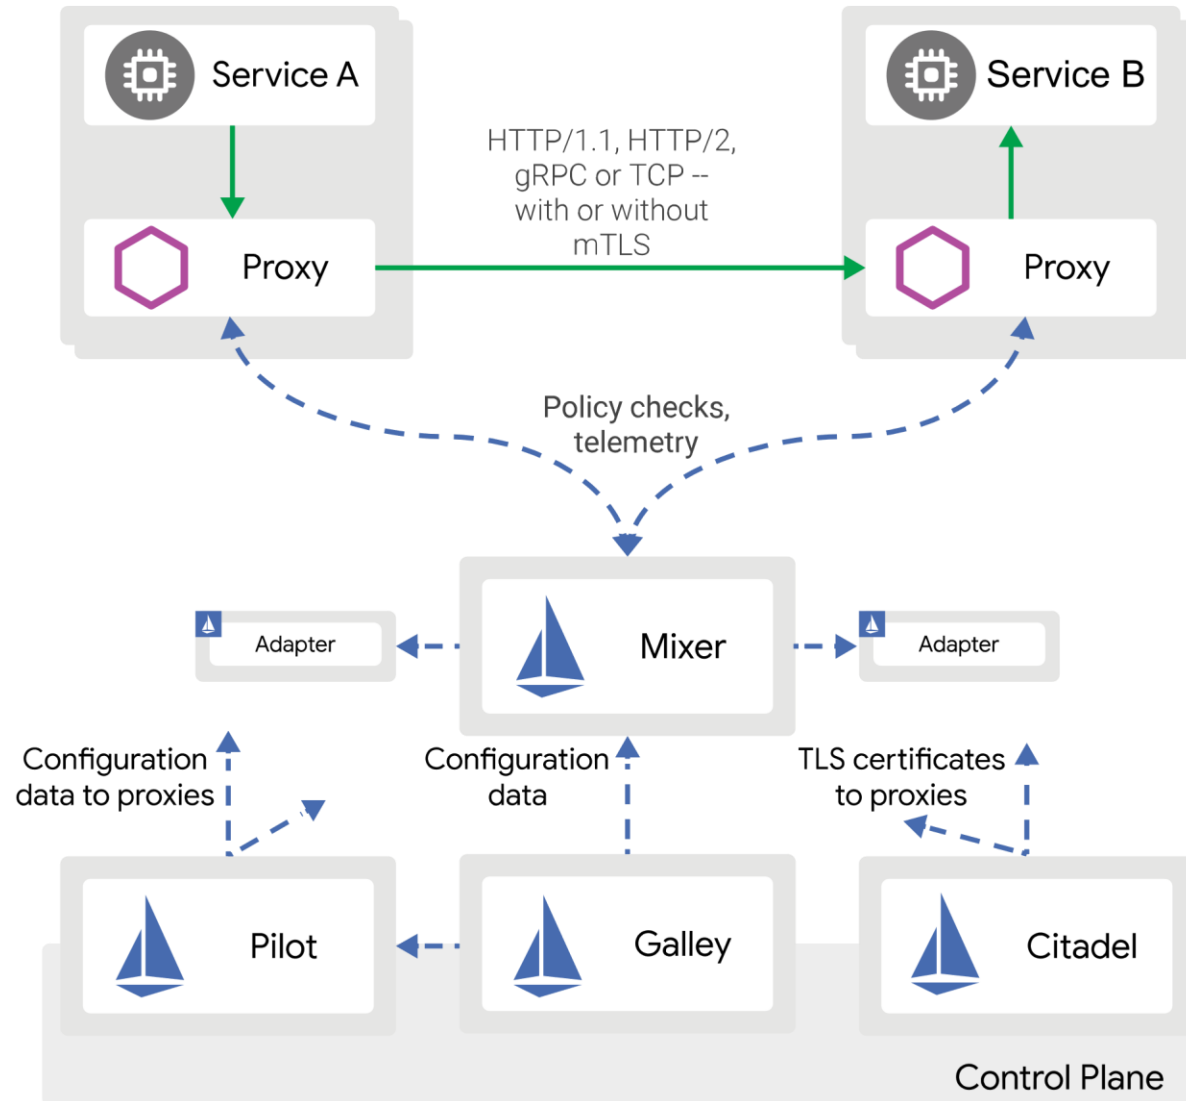 Service A
Service B
HTTP/1.1, HTTP/2,
gRPC or TCP --
with or without
mTLS
Proxy
Proxy
Policy checks,
telemetry
Adapter
Mixer
Adapter
Configuration
data to proxies
Configuration
data
TLS certificates
to proxies
Pilot
Galley
Citadel
Control Plane